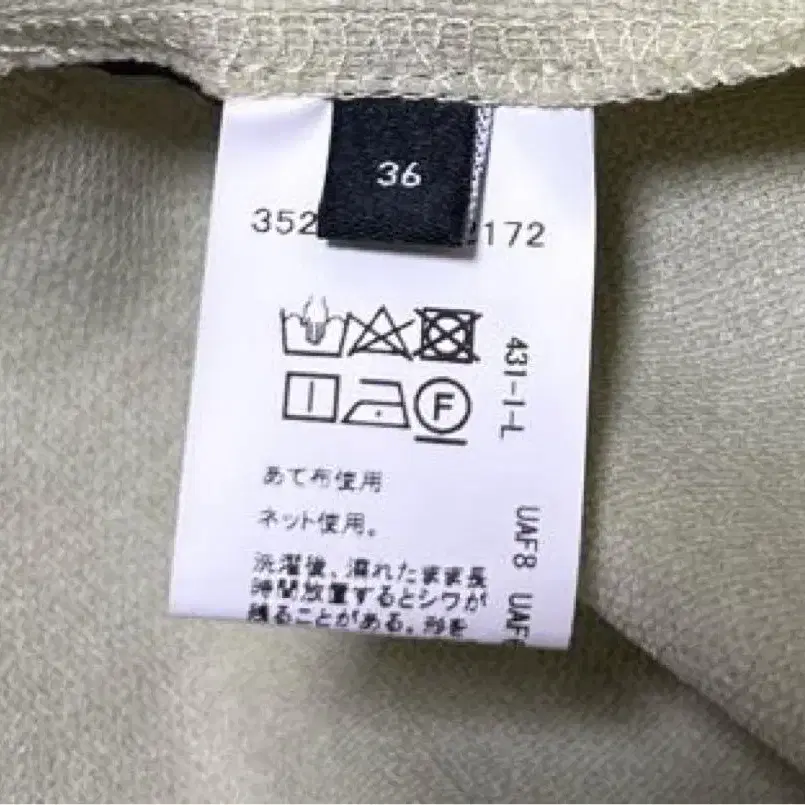 36
352
172
F
431-1-L
あて布使用
ネット使用。
UAF8 UAF
洗濯後、濡れたまま長
時間放置するとシワが
残ることがある。形を